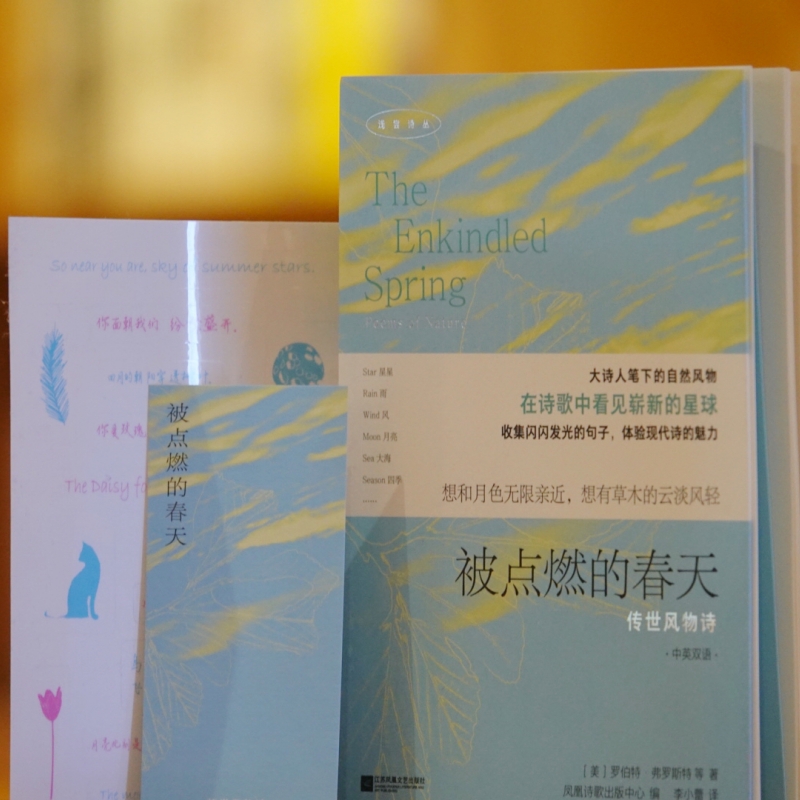 So near you are, sky of summer stars.
四月的
The Daisy fo
被点燃的春天
The
Enkindled
Spring
Poems of Nature
Star 星星
Rain 雨
Wind 风
Moon 月亮
Sea 大海
Season 四季
……
大诗人笔下的自然风物
在诗歌中看见崭新的星球
收集闪闪发光的句子，体验现代诗的魅力
想和月色无限亲近，想有草木的云淡风轻
被点燃的春天
传世风物诗
·中英双语·
［美］罗伯特 弗罗斯特 等 著
凤凰诗歌出版中心 编 李小蕾 译
江苏凤凰文艺出版社